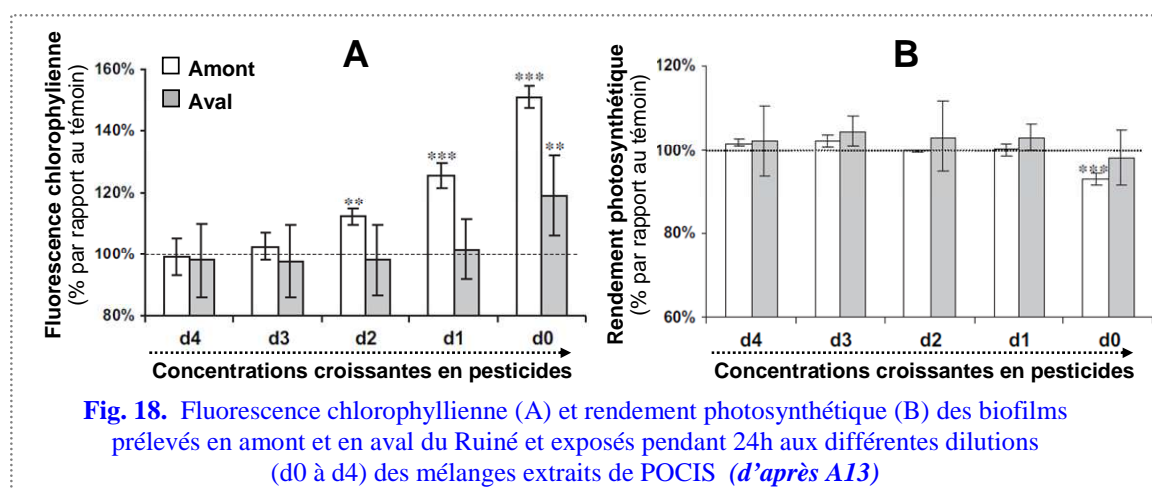 A
Fluorescence chlorophylienne
(% par rapport au témoin)
160%
140%
120%
100%
80%
Amont
Aval
**
***
***
**
d4 d3 d2 d1 d0
Concentrations croissantes en pesticides
B
Rendement photosynthétique
(% par rapport au témoin)
120%
100%
80%
60%
***
d4 d3 d2 d1 d0
Concentrations croissantes en pesticides
Fig. 18. Fluorescence chlorophyllienne (A) et rendement photosynthétique (B) des biofilms
prélevés en amont et en aval du Ruiné et exposés pendant 24h aux différentes dilutions
(d0 à d4) des mélanges extraits de POCIS (d'après A13)